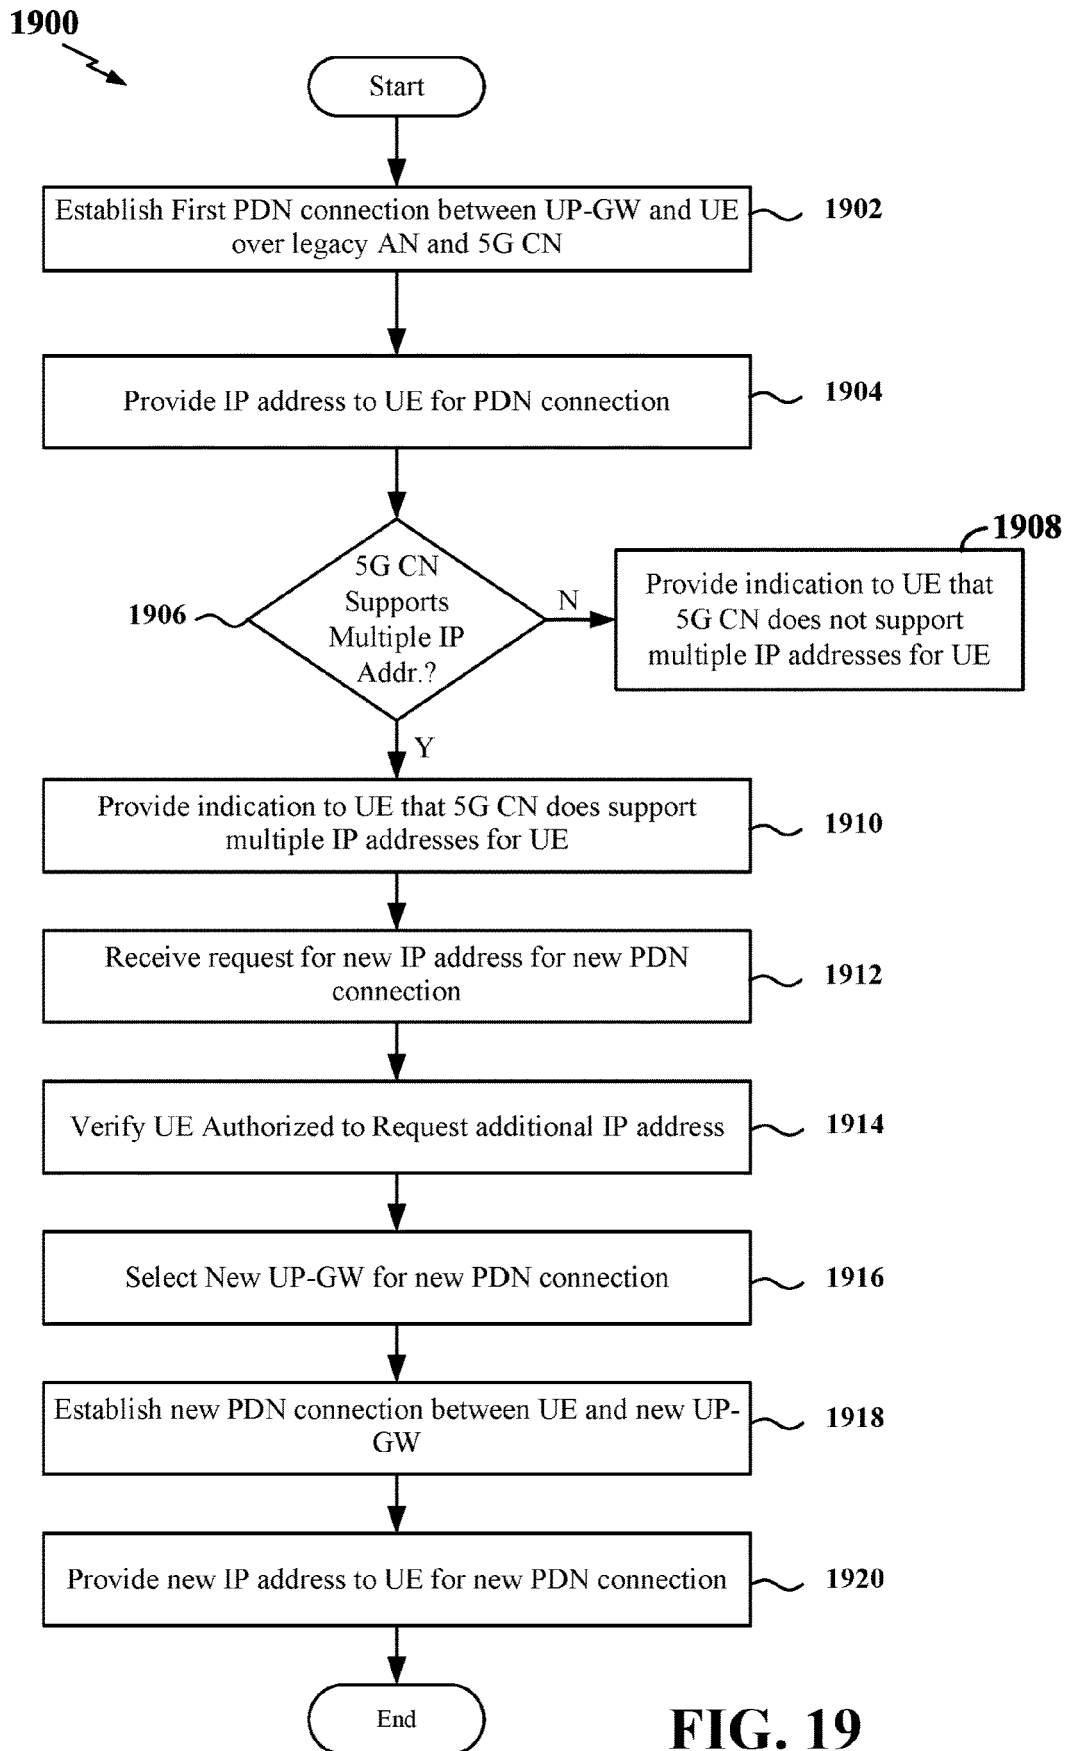 1900
Start
Establish First PDN connection between UP-GW and UE
over legacy AN and 5G CN
1902
Provide IP address to UE for PDN connection
1904
5G CN
Supports
Multiple IP
Addr.?
1906
N
1908
Provide indication to UE that
5G CN does not support
multiple IP addresses for UE
Y
Provide indication to UE that 5G CN does support
multiple IP addresses for UE
1910
Receive request for new IP address for new PDN
connection
1912
Verify UE Authorized to Request additional IP address
1914
Select New UP-GW for new PDN connection
1916
Establish new PDN connection between UE and new UP-
GW
1918
Provide new IP address to UE for new PDN connection
1920
End
FIG. 19